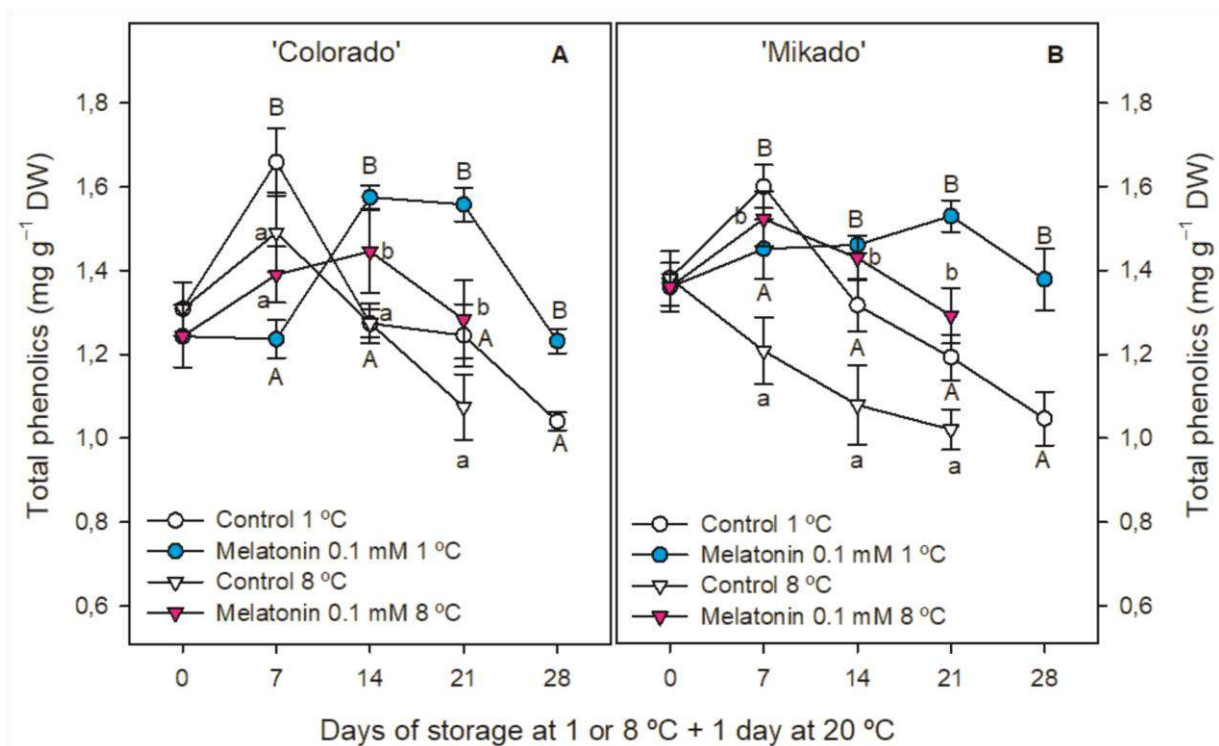 'Colorado' A
'Mikado' B
Total phenolics (mg g⁻¹ DW)
1,8
1,6
1,4
1,2
1,0
0,8
0,6
B
a
a
A
B
b
a
A
B
b
A
a
B
A
Control 1 ºC
Melatonin 0.1 mM 1 ºC
Control 8 ºC
Melatonin 0.1 mM 8 ºC
0 7 14 21 28
B
b
A
a
B
b
A
a
B
b
A
a
B
A
Control 1 ºC
Melatonin 0.1 mM 1 ºC
Control 8 ºC
Melatonin 0.1 mM 8 ºC
0 7 14 21 28
1,8
1,6
1,4
1,2
1,0
0,8
0,6
Total phenolics (mg g⁻¹ DW)
Days of storage at 1 or 8 ºC + 1 day at 20 ºC